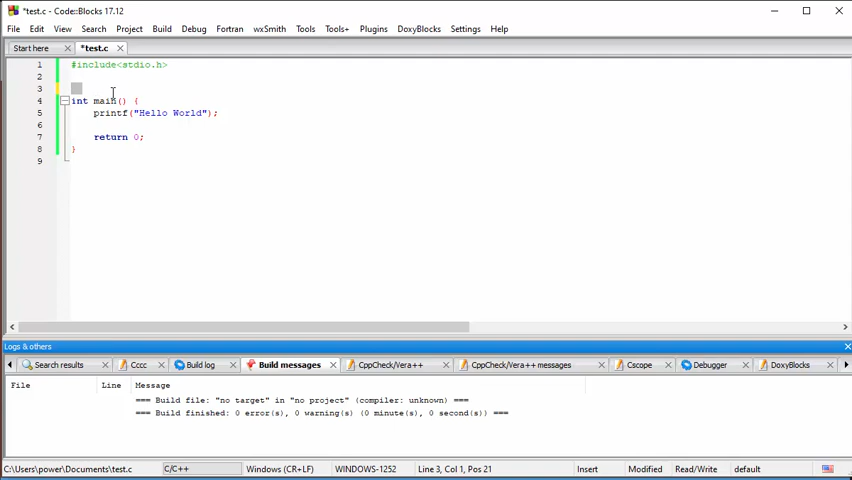 *test.c - Code::Blocks 17.12
File Edit View Search Project Build Debug Fortran wxSmith Tools Tools+ Plugins DoxyBlocks Settings Help
Start here *test.c
1 #include<stdio.h>
2
3
4 int main() {
5 printf("Hello World");
6
7 return 0;
8 }
9
Logs & others
Search results Cccc Build log Build messages CppCheck/Vera++ CppCheck/Vera++ messages Cscope Debugger DoxyBlocks
File Line Message
=== Build file: "no target" in "no project" (compiler: unknown) ===
=== Build finished: 0 error(s), 0 warning(s) (0 minute(s), 0 second(s)) ===
C:\Users\power\Documents\test.c C/C++ Windows (CR+LF) WINDOWS-1252 Line 3, Col 1, Pos 21 Insert Modified Read/Write default